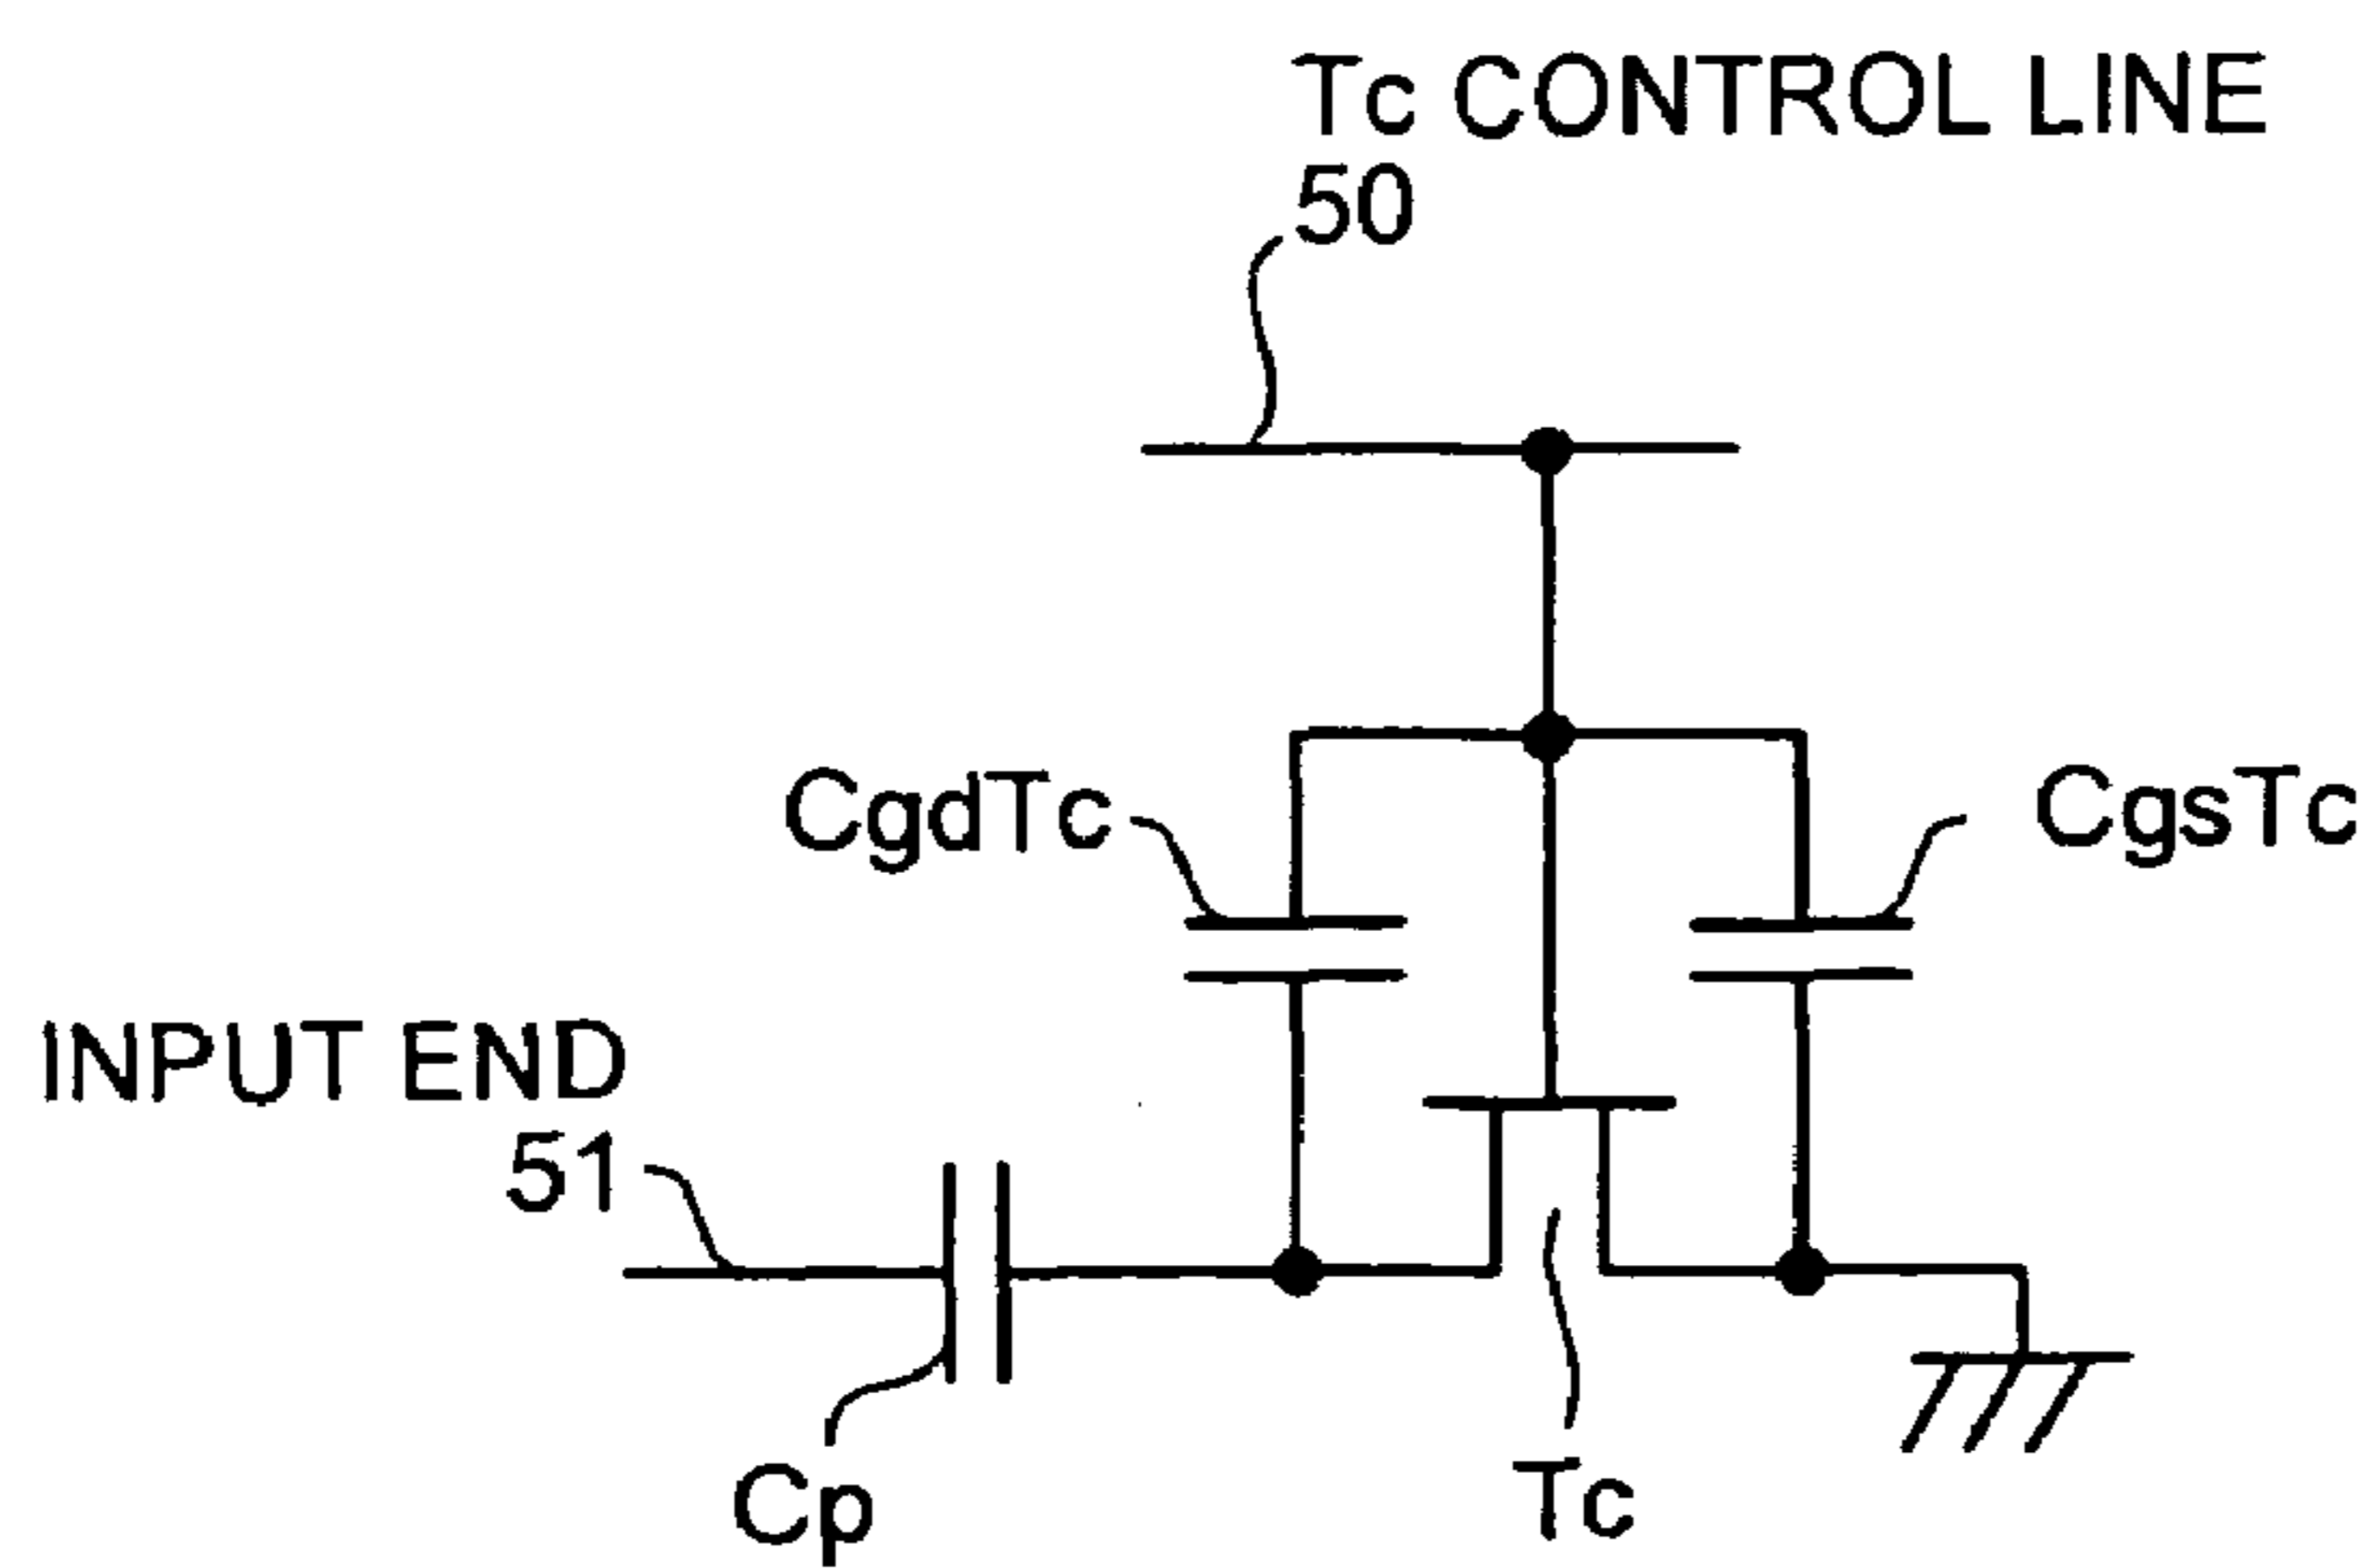 Tc CONTROL LINE
50
CgdTc
CgsTc
INPUT END
51
Cp
Tc